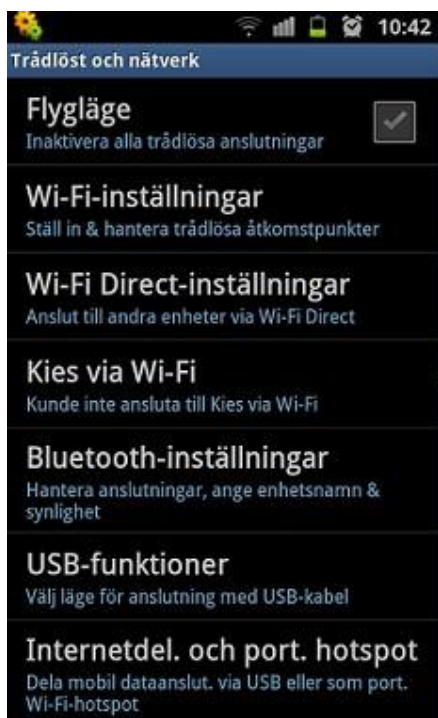 10:42
Trådlöst och nätverk
Flygläge
Inaktivera alla trådlösa anslutningar
Wi-Fi-inställningar
Ställ in & hantera trådlösa åtkomstpunkter
Wi-Fi Direct-inställningar
Anslut till andra enheter via Wi-Fi Direct
Kies via Wi-Fi
Kunde inte ansluta till Kies via Wi-Fi
Bluetooth-inställningar
Hantera anslutningar, ange enhetsnamn &
synlighet
USB-funktioner
Välj läge för anslutning med USB-kabel
Internetdel. och port. hotspot
Dela mobil dataanslut. via USB eller som port.
Wi-Fi-hotspot